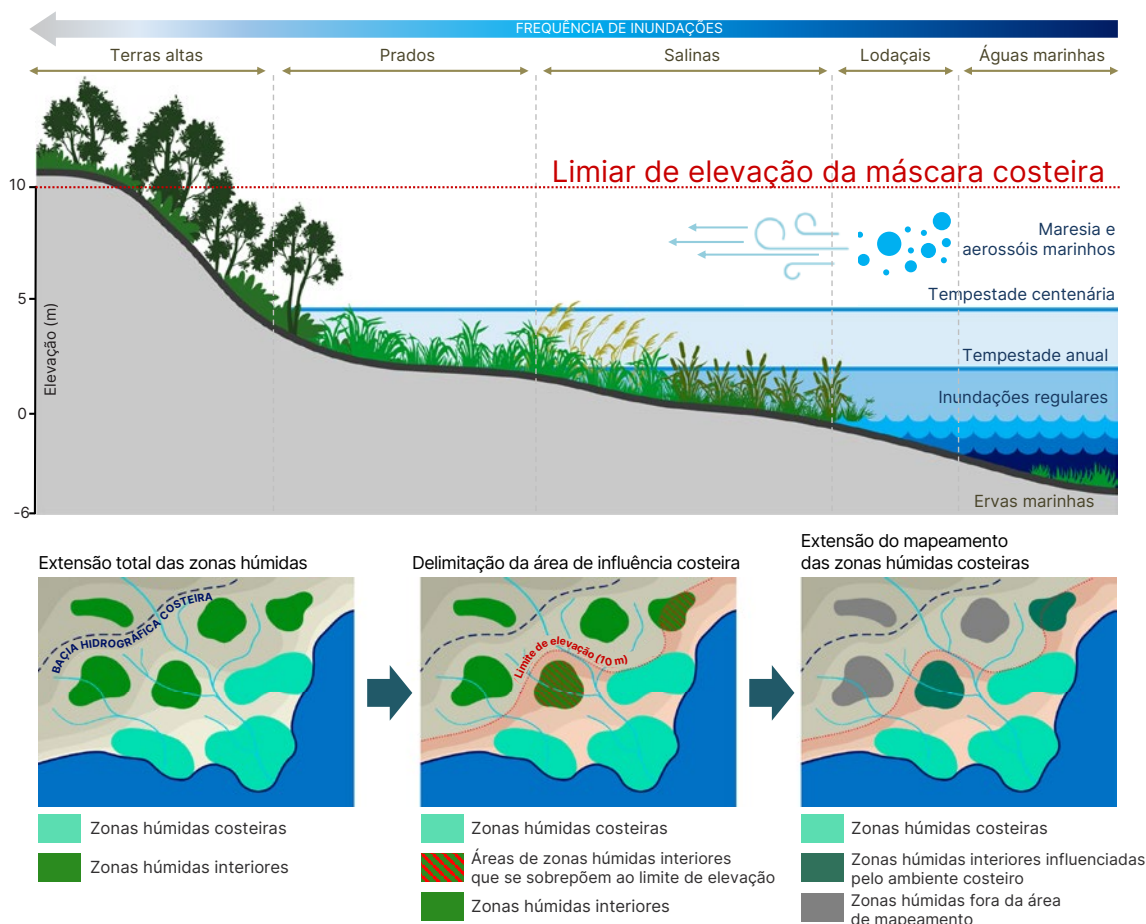 FREQUÊNCIA DE INUNDAÇÕES
Terras altas
Prados
Salinas
Lodaçais
Águas marinhas
Limiar de elevação da máscara costeira
10
5
0
-6
Elevação (m)
Maresia e
aerossóis marinhos
Tempestade centenária
Tempestade anual
Inundações regulares
Ervas marinhas
Extensão total das zonas húmidas
BAÇIA HIDROGRÁFICA COSTEIRA
Zonas húmidas costeiras
Zonas húmidas interiores
Delimitação da área de influência costeira
Limite de elevação (10 m)
Zonas húmidas costeiras
Áreas de zonas húmidas interiores
que se sobrepõem ao limite de elevação
Zonas húmidas interiores
Extensão do mapeamento
das zonas húmidas costeiras
Zonas húmidas costeiras
Zonas húmidas interiores influenciadas
pelo ambiente costeiro
Zonas húmidas fora da área
de mapeamento